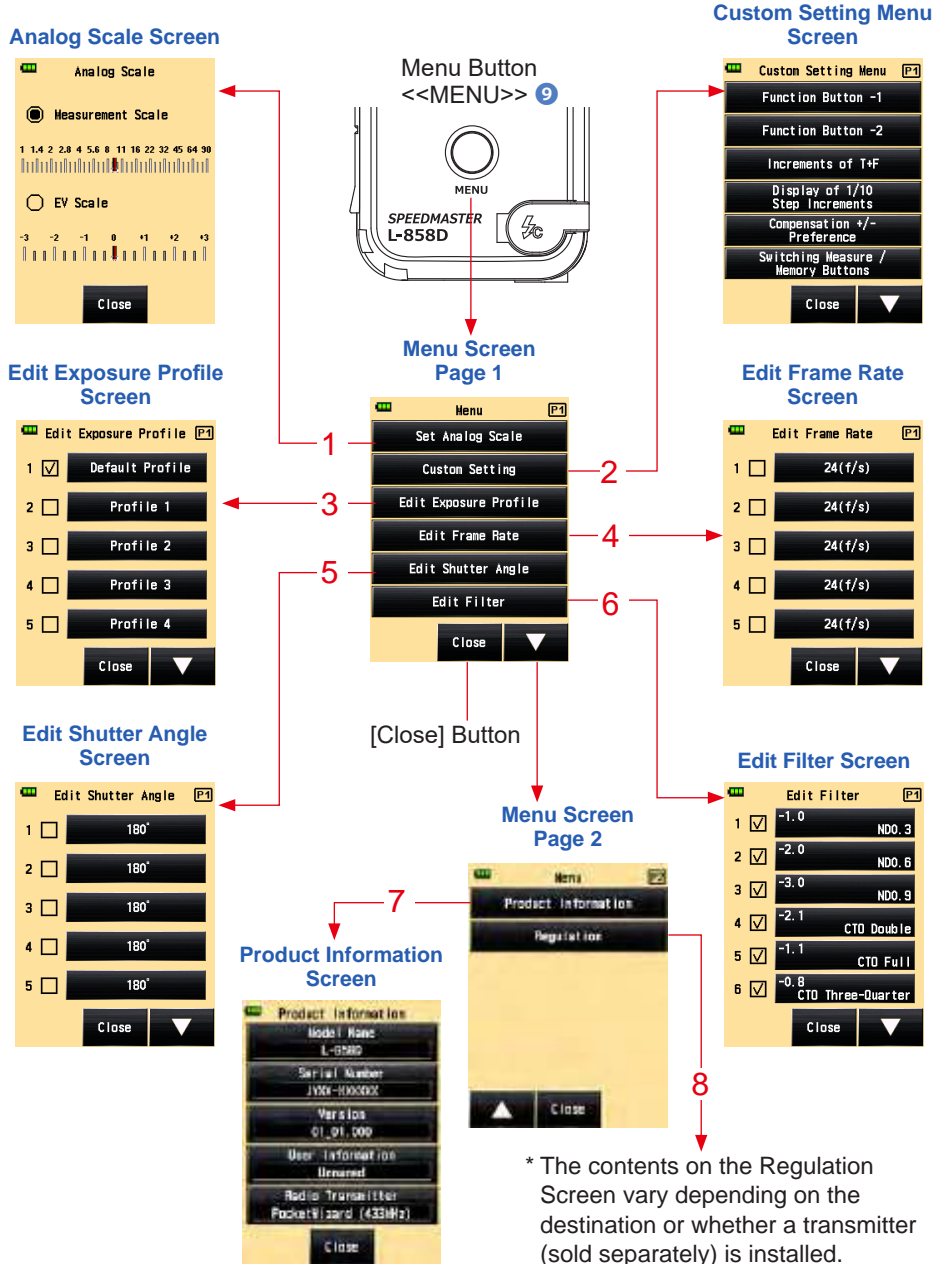 Analog Scale Screen
Analog Scale
Measurement Scale
1 1.4 2 2.8 4 5.6 8 11 16 22 32 45 64 90
EV Scale
-3 -2 -1 0 +1 +2 +3
Close
Menu Button
<<MENU>> 9
MENU
SPEEDMASTER
L-858D
C
Custom Setting Menu
Screen
Custom Setting Menu P1
Function Button -1
Function Button -2
Increments of T+F
Display of 1/10
Step Increments
Compensation +/-
Preference
Switching Measure /
Memory Buttons
Close
Menu Screen
Page 1
Menu P1
Set Analog Scale
Custom Setting
Edit Exposure Profile
Edit Frame Rate
Edit Shutter Angle
Edit Filter
Close
1
2
3
4
5
6
[Close] Button
Edit Exposure Profile
Screen
Edit Exposure Profile P1
1 Default Profile
2 Profile 1
3 Profile 2
4 Profile 3
5 Profile 4
Close
Edit Frame Rate
Screen
Edit Frame Rate P1
1 24(f/s)
2 24(f/s)
3 24(f/s)
4 24(f/s)
5 24(f/s)
Close
Edit Shutter Angle
Screen
Edit Shutter Angle P1
1 180°
2 180°
3 180°
4 180°
5 180°
Close
Menu Screen
Page 2
Menu P2
Product Information
Regulation
Close
7
8
Edit Filter Screen
Edit Filter P1
1 -1.0 ND0.3
2 -2.0 ND0.6
3 -3.0 ND0.9
4 -2.1 CTO Double
5 -1.1 CTO Full
6 -0.8 CTO Three-Quarter
Close
Product Information
Screen
Product Information
Model Name
Serial Number
Version
01_01.000
User Information
Unnamed
Radio Transmitter
PocketWizard (433MHz)
Close
* The contents on the Regulation
Screen vary depending on the
destination or whether a transmitter
(sold separately) is installed.